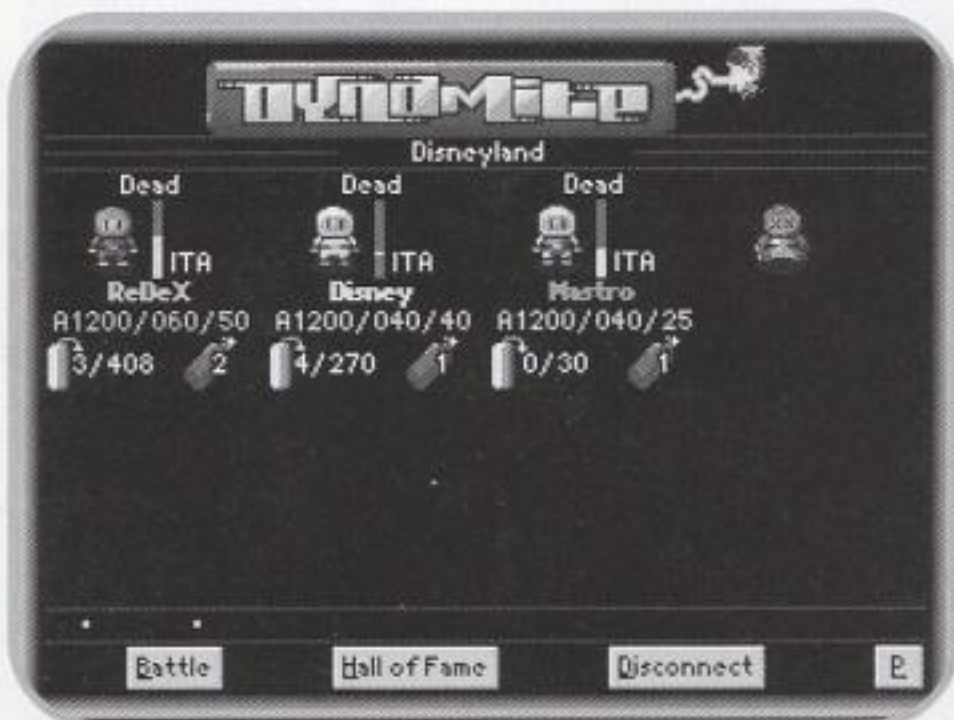 DYNAMiTE
Disneyland
Dead Dead Dead
ITA ITA ITA
ReDeX Disney Mastro
A1200/060/50 A1200/040/40 A1200/040/25
3/408 2 4/270 1 0/30 1
Battle Hall of Fame Disconnect P